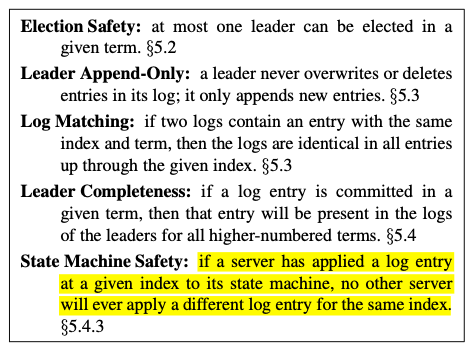 Election Safety: at most one leader can be elected in a
given term. §5.2
Leader Append-Only: a leader never overwrites or deletes
entries in its log; it only appends new entries. §5.3
Log Matching: if two logs contain an entry with the same
index and term, then the logs are identical in all entries
up through the given index. §5.3
Leader Completeness: if a log entry is committed in a
given term, then that entry will be present in the logs
of the leaders for all higher-numbered terms. §5.4
State Machine Safety: if a server has applied a log entry
at a given index to its state machine, no other server
will ever apply a different log entry for the same index.
§5.4.3